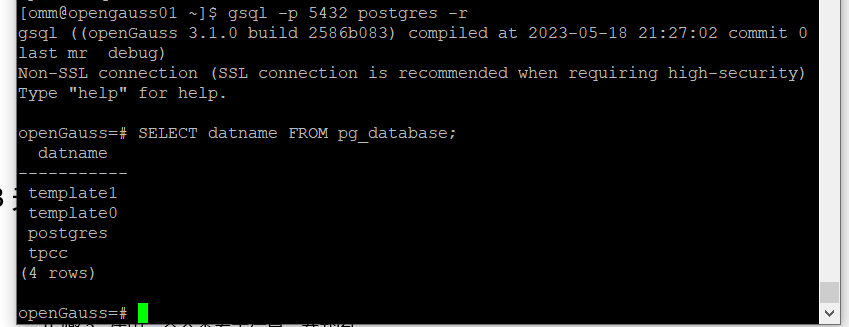 [omm@opengauss01 ~]$ gsql -p 5432 postgres -r
gsql ((openGauss 3.1.0 build 2586b083) compiled at 2023-05-18 21:27:02 commit 0
last mr  debug)
Non-SSL connection (SSL connection is recommended when requiring high-security)
Type "help" for help.
openGauss=# SELECT datname FROM pg_database;
datname
-----------
template1
template0
postgres
tpcc
(4 rows)
openGauss=#